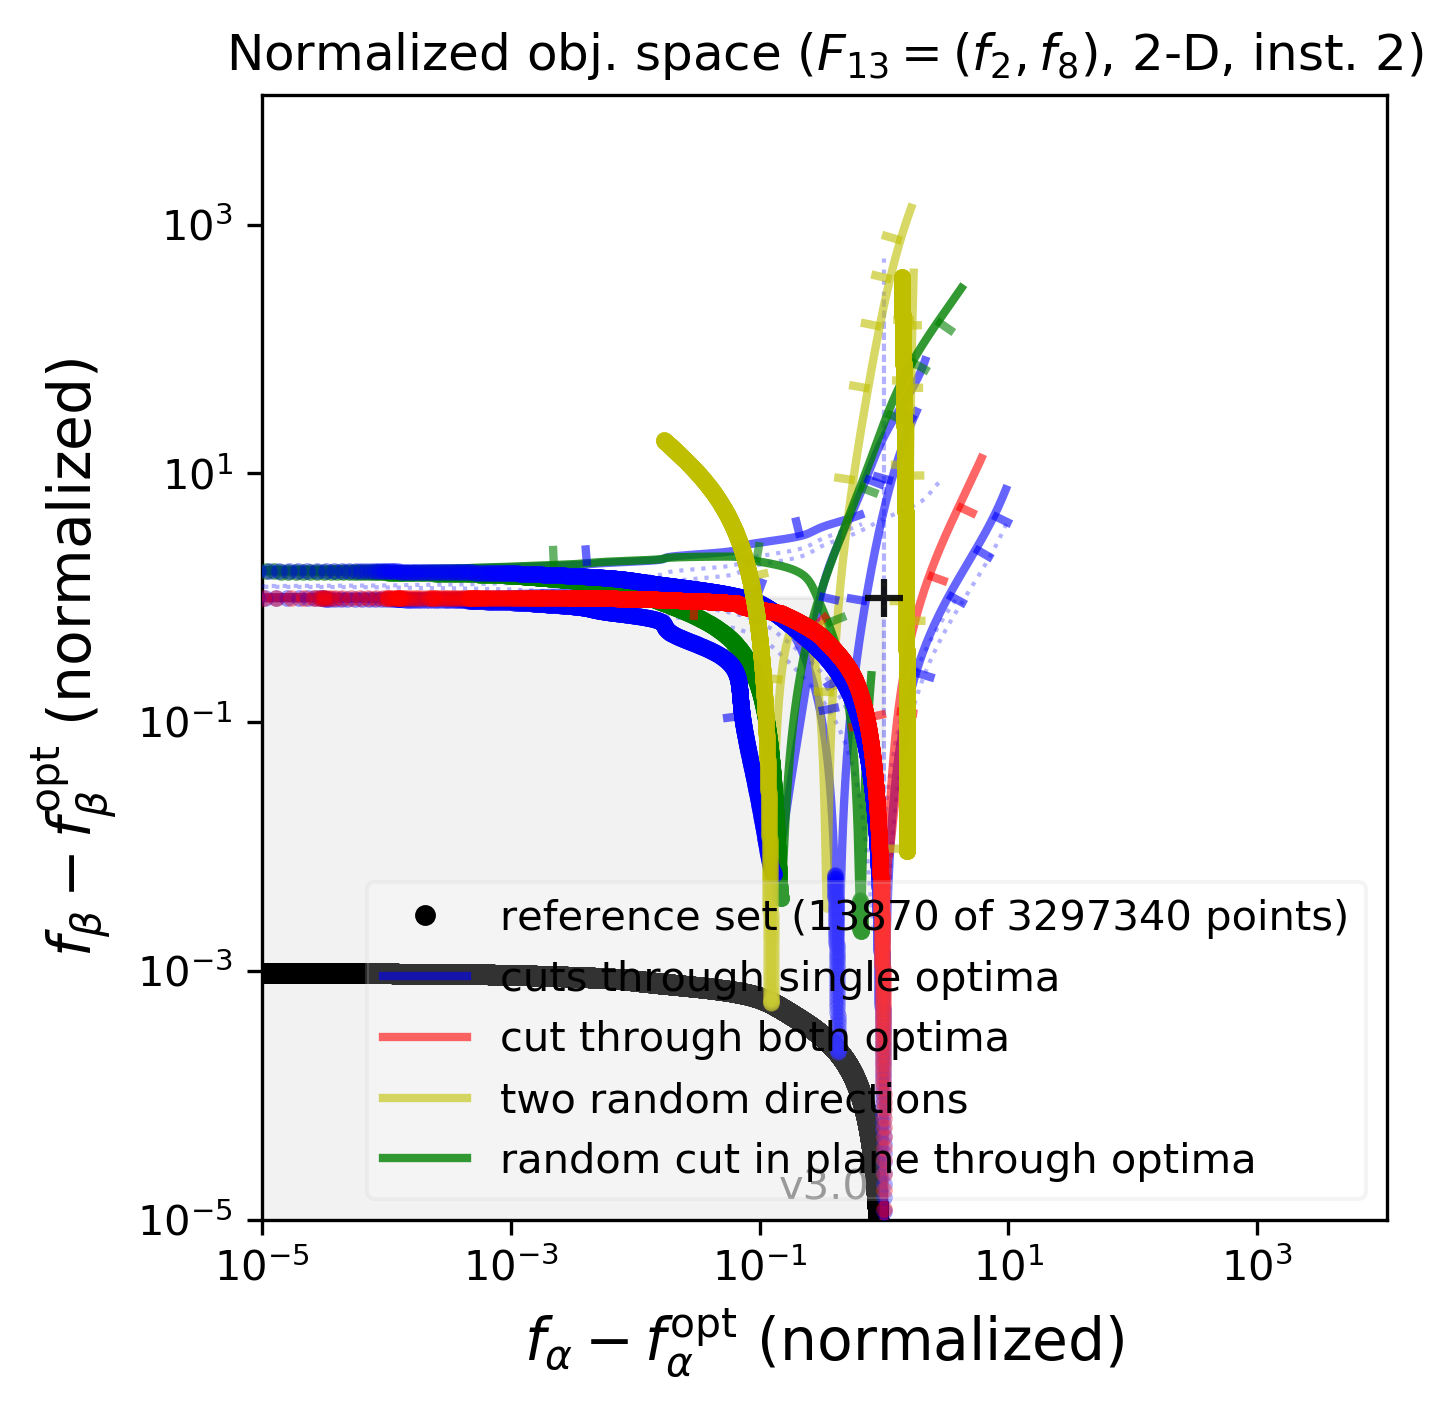 Normalized obj. space (F₁₃ = (f₂, f₈), 2-D, inst. 2)
10³
10¹
10⁻¹
10⁻³
10⁻⁵
f_β − f_β^opt (normalized)
reference set (13870 of 3297340 points)
cuts through single optima
cut through both optima
two random directions
random cut in plane through optima
v3.0
10⁻⁵ 10⁻³ 10⁻¹ 10¹ 10³
f_α − f_α^opt (normalized)